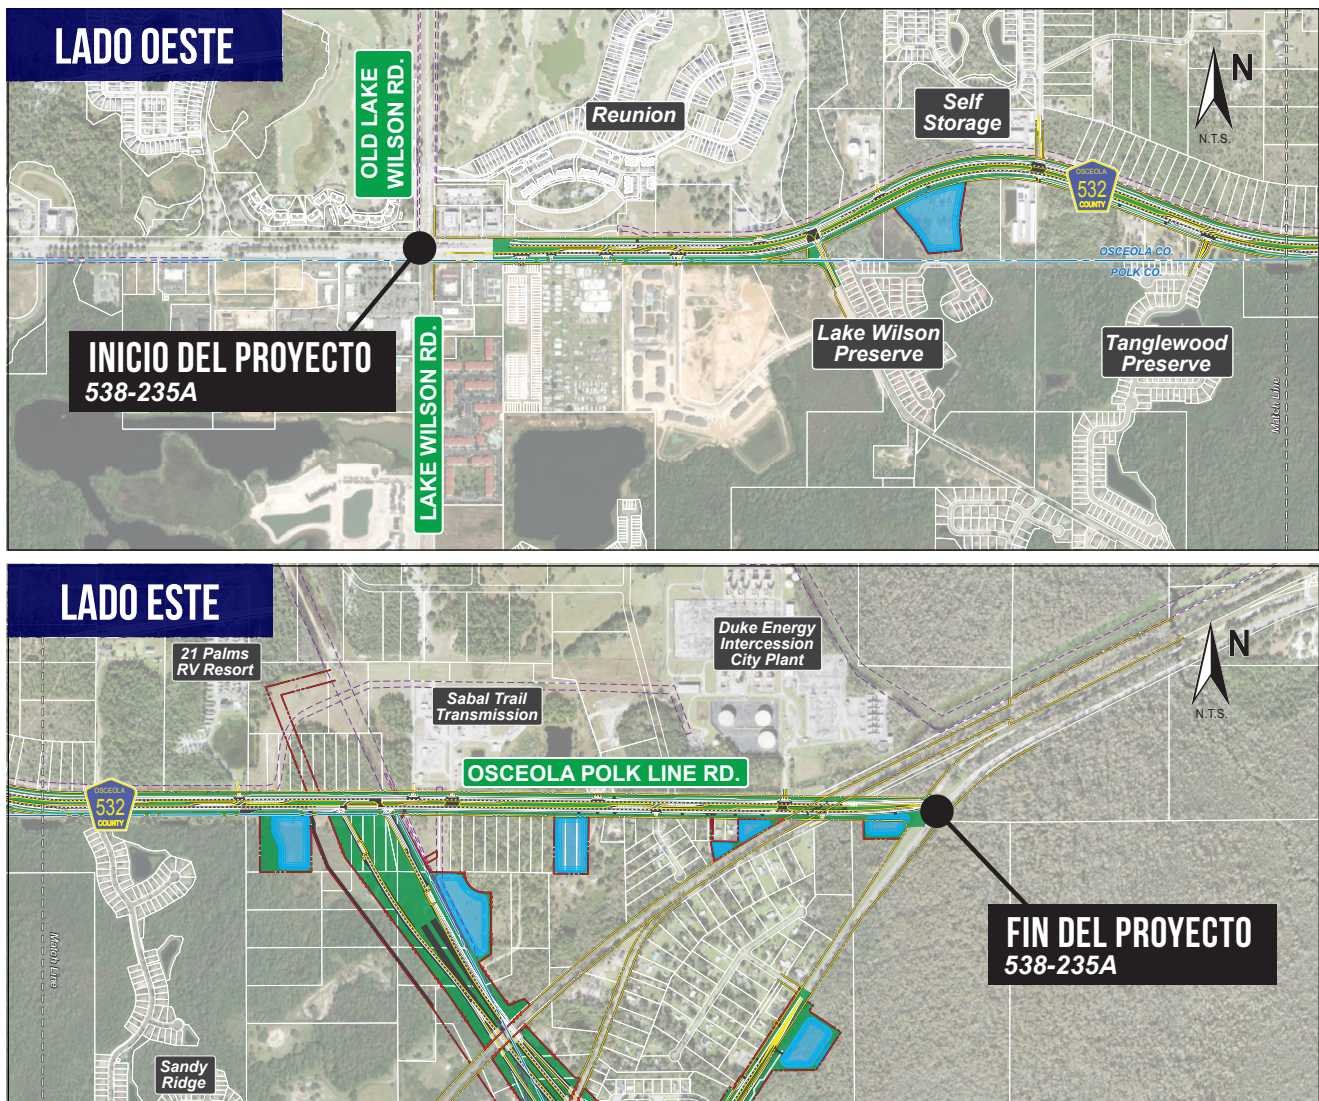 LADO OESTE
OLD LAKE
WILSON RD.
Reunion
Self
Storage
N
N.T.S.
OSCEOLA
532
COUNTY
OSCEOLA CO.
POLK CO.
INICIO DEL PROYECTO
538-235A
LAKE WILSON RD.
Lake Wilson
Preserve
Tanglewood
Preserve
Match Line
LADO ESTE
21 Palms
RV Resort
Sabal Trail
Transmission
Duke Energy
Intercession
City Plant
N
N.T.S.
OSCEOLA POLK LINE RD.
OSCEOLA
532
COUNTY
Match Line
FIN DEL PROYECTO
538-235A
Sandy
Ridge